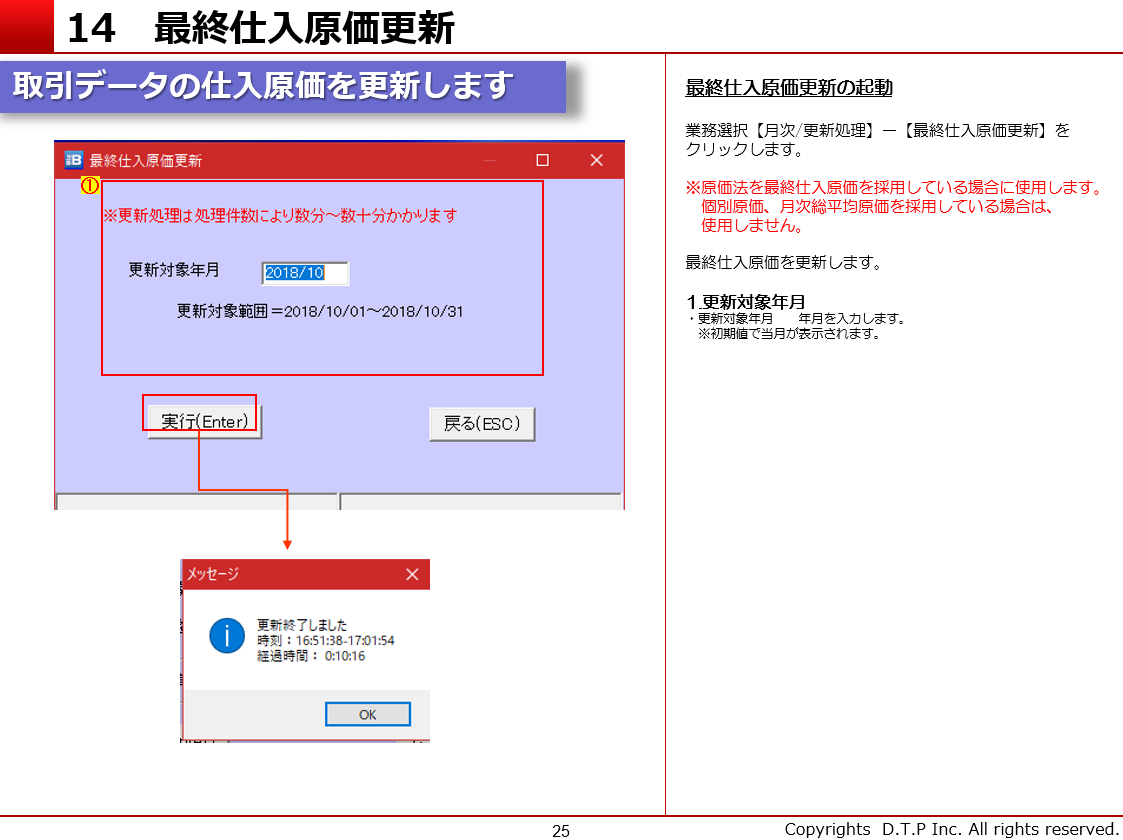 14　最終仕入原価更新
取引データの仕入原価を更新します
B 最終仕入原価更新
①
※更新処理は処理件数により数分～数十分かかります
更新対象年月 2018/10
更新対象範囲＝2018/10/01～2018/10/31
実行(Enter) 戻る(ESC)
メッセージ
i
更新終了しました
時刻：16:51:38-17:01:54
経過時間： 0:10:16
OK
最終仕入原価更新の起動
業務選択【月次/更新処理】－【最終仕入原価更新】を
クリックします。
※原価法を最終仕入原価を採用している場合に使用します。
個別原価、月次総平均原価を採用している場合は、
使用しません。
最終仕入原価を更新します。
１.更新対象年月
・更新対象年月　　年月を入力します。
※初期値で当月が表示されます。
25
Copyrights D.T.P Inc. All rights reserved.